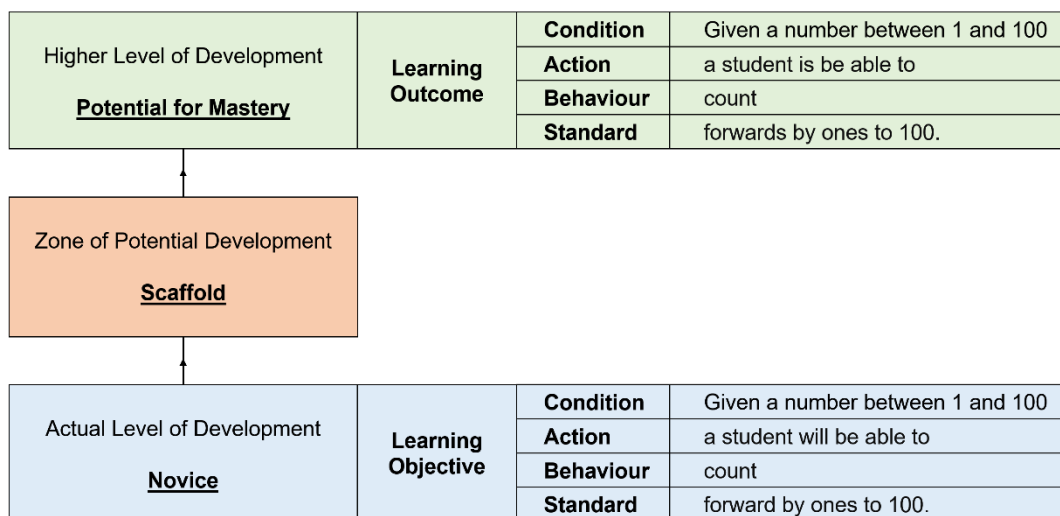 Higher Level of Development
Potential for Mastery
Learning
Outcome
Condition Given a number between 1 and 100
Action a student is be able to
Behaviour count
Standard forwards by ones to 100.
Zone of Potential Development
Scaffold
Actual Level of Development
Novice
Learning
Objective
Condition Given a number between 1 and 100
Action a student will be able to
Behaviour count
Standard forward by ones to 100.